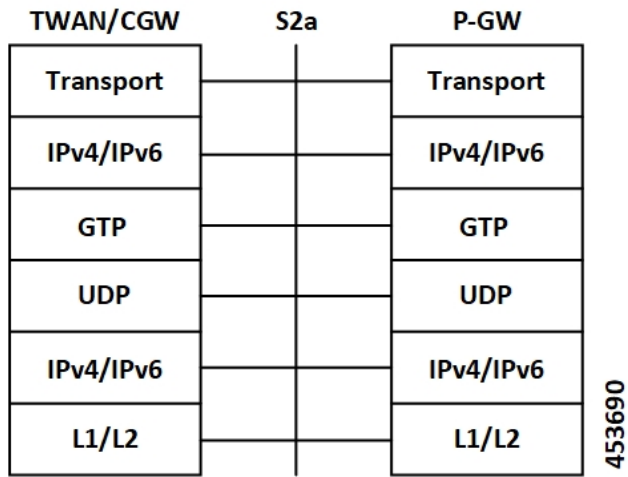 TWAN/CGW S2a P-GW
Transport Transport
IPv4/IPv6 IPv4/IPv6
GTP GTP
UDP UDP
IPv4/IPv6 IPv4/IPv6
L1/L2 L1/L2
453690